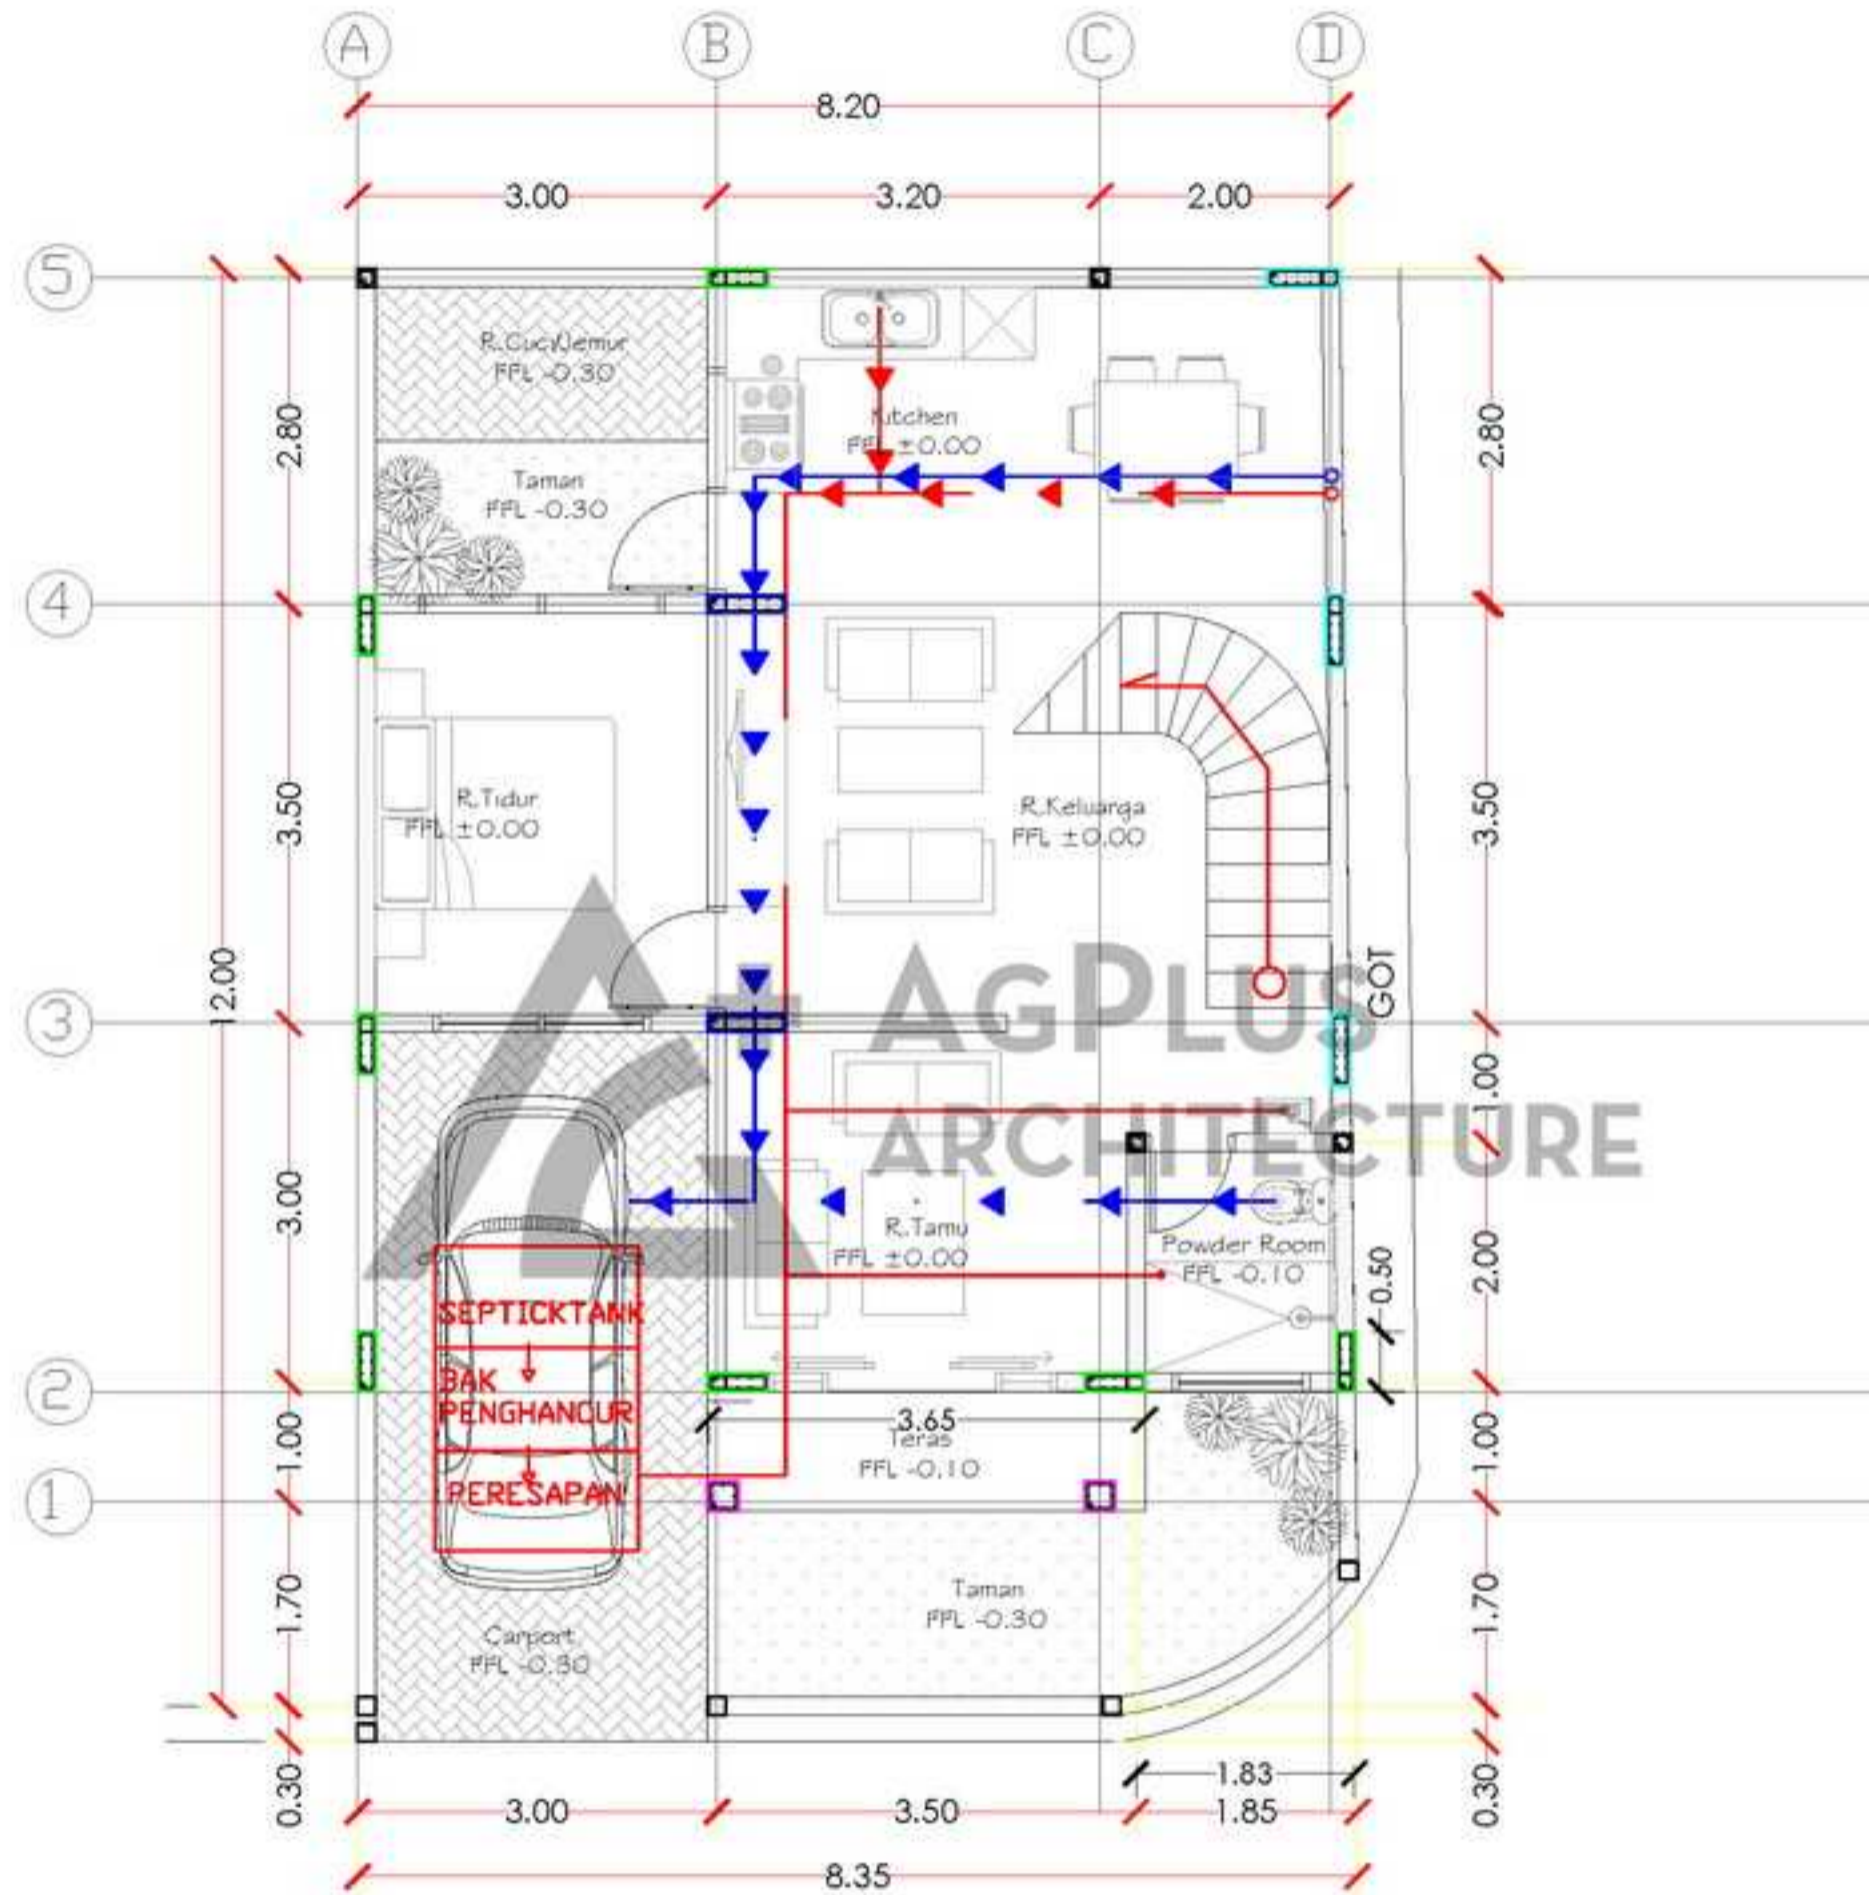 A B C D
8.20
3.00 3.20 2.00
5
R.Cuci/Jemur
FFL -0.30
2.80
Kitchen
FFL ±0.00
2.80
Taman
FFL -0.30
4
3.50
R.Tidur
FFL ±0.00
R.Keluarga
FFL ±0.00
3.50
12.00
GOT
3
AGPLUS
ARCHITECTURE
1.00
3.00
R.Tamu
FFL ±0.00
Powder Room
FFL -0.10
2.00
0.50
SEPTICKTANK
BAK
PENGHANCUR
PERESAPAN
2
3.65
Teras
FFL -0.10
1.00
1.00
1
Taman
FFL -0.30
1.70
1.70
Carport
FFL -0.30
0.30
1.83
0.30
3.00 3.50 1.85
8.35